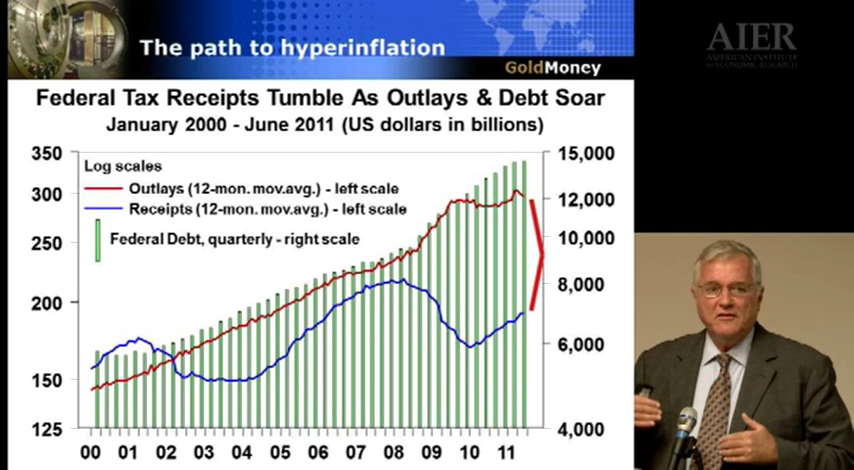 The path to hyperinflation
GoldMoney
AIER
AMERICAN INSTITUTE
for ECONOMIC RESEARCH
Federal Tax Receipts Tumble As Outlays & Debt Soar
January 2000 - June 2011 (US dollars in billions)
350
300
250
200
150
125
Log scales
Outlays (12-mon. mov.avg.) - left scale
Receipts (12-mon. mov.avg.) - left scale
Federal Debt, quarterly - right scale
15,000
12,000
10,000
8,000
6,000
4,000
00 01 02 03 04 05 06 07 08 09 10 11